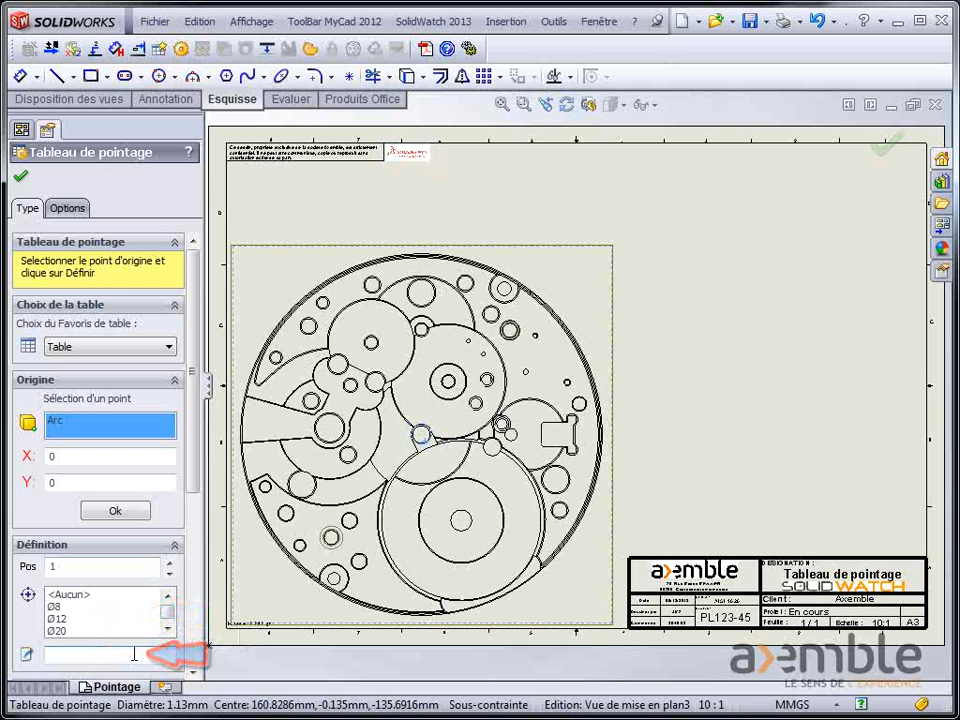 SOLIDWORKS
Fichier Edition Affichage ToolBar MyCad 2012 SolidWatch 2013 Insertion Outils Fenêtre ?
Disposition des vues Annotation Esquisse Evaluer Produits Office
Tableau de pointage ?
Type Options
Tableau de pointage
Selectionner le point d'origine et
clique sur Définir
Choix de la table
Choix du Favoris de table :
Table
Origine
Sélection d'un point
Arc
X: 0
Y: 0
Ok
Définition
Pos 1
<Aucun>
Ø8
Ø12
Ø20
axemble
DESIGNATION:
Tableau de pointage
SOLIDWATCH
Client: Axemble
PL123-45
En cours
Feuille : 1 / 1 Echelle : 10:1 A3
axemble
LE SENS DE L'EXPERIENCE
Pointage
Tableau de pointage Diamètre: 1.13mm Centre: 160.8286mm,-0.135mm,-135.6916mm Sous-contrainte Edition: Vue de mise en plan3 10 : 1 MMGS